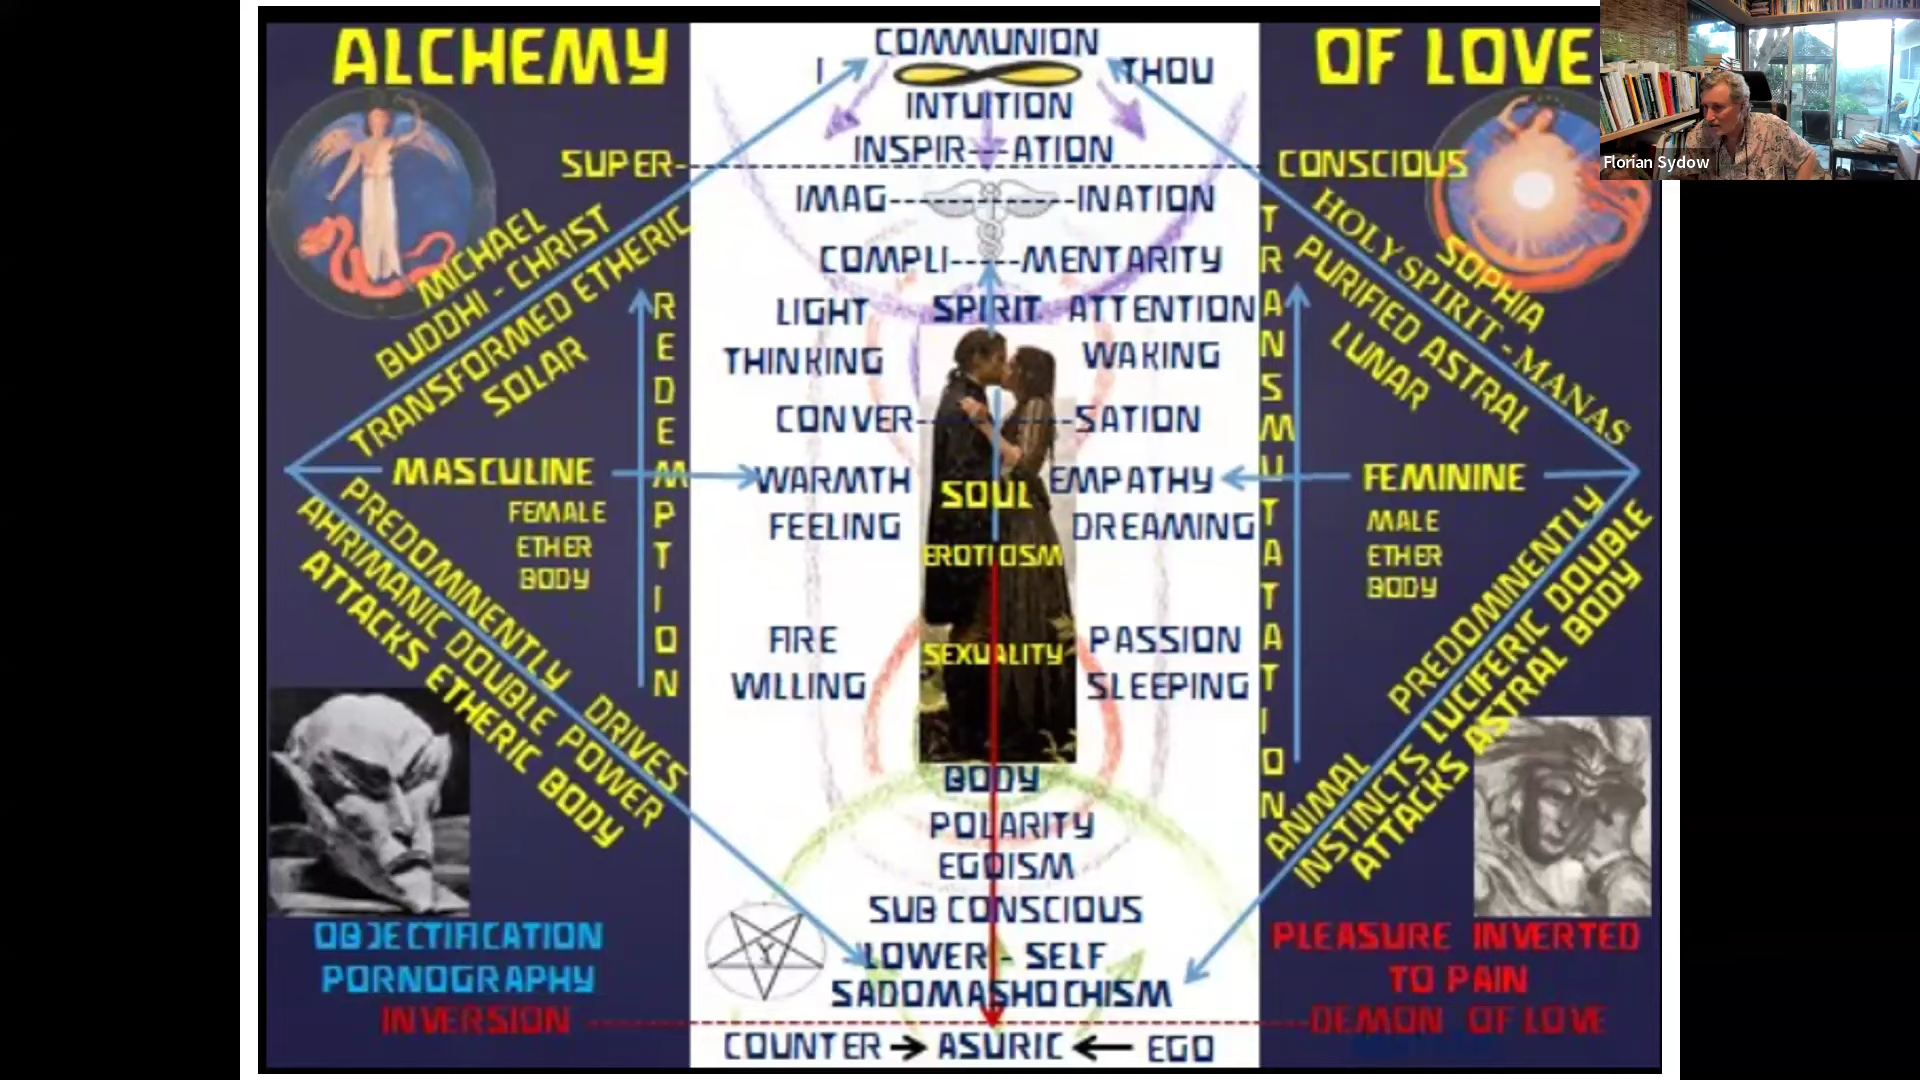 ALCHEMY
OF LOVE
Florian Sydow
COMMUNION
I
THOU
INTUITION
INSPIR---ATION
SUPER-
CONSCIOUS
IMAG
INATION
COMPLI
MENTARITY
LIGHT
SPIRIT
ATTENTION
THINKING
WAKING
CONVER
SATION
WARMTH
SOUL
EMPATHY
FEELING
DREAMING
EROTICISM
FIRE
PASSION
SEXUALITY
WILLING
SLEEPING
BODY
POLARITY
EGOISM
SUB CONSCIOUS
LOWER - SELF
SADOMASHOCHISM
COUNTER
ASURIC
EGO
MICHAEL
BUDDHI - CHRIST
TRANSFORMED ETHERIC
SOLAR
REDEMPTION
MASCULINE
FEMALE
ETHER
BODY
PREDOMINENTLY DRIVES
AHRIMANIC DOUBLE POWER
ATTACKS ETHERIC BODY
OBJECTIFICATION
PORNOGRAPHY
INVERSION
TRANSMUTATATION
HOLY SPIRIT - MANAS
SOPHIA
PURIFIED ASTRAL
LUNAR
FEMININE
MALE
ETHER
BODY
ANIMAL PREDOMINENTLY
INSTINCTS LUCIFERIC DOUBLE
ATTACKS ASTRAL BODY
PLEASURE INVERTED
TO PAIN
DEMON OF LOVE